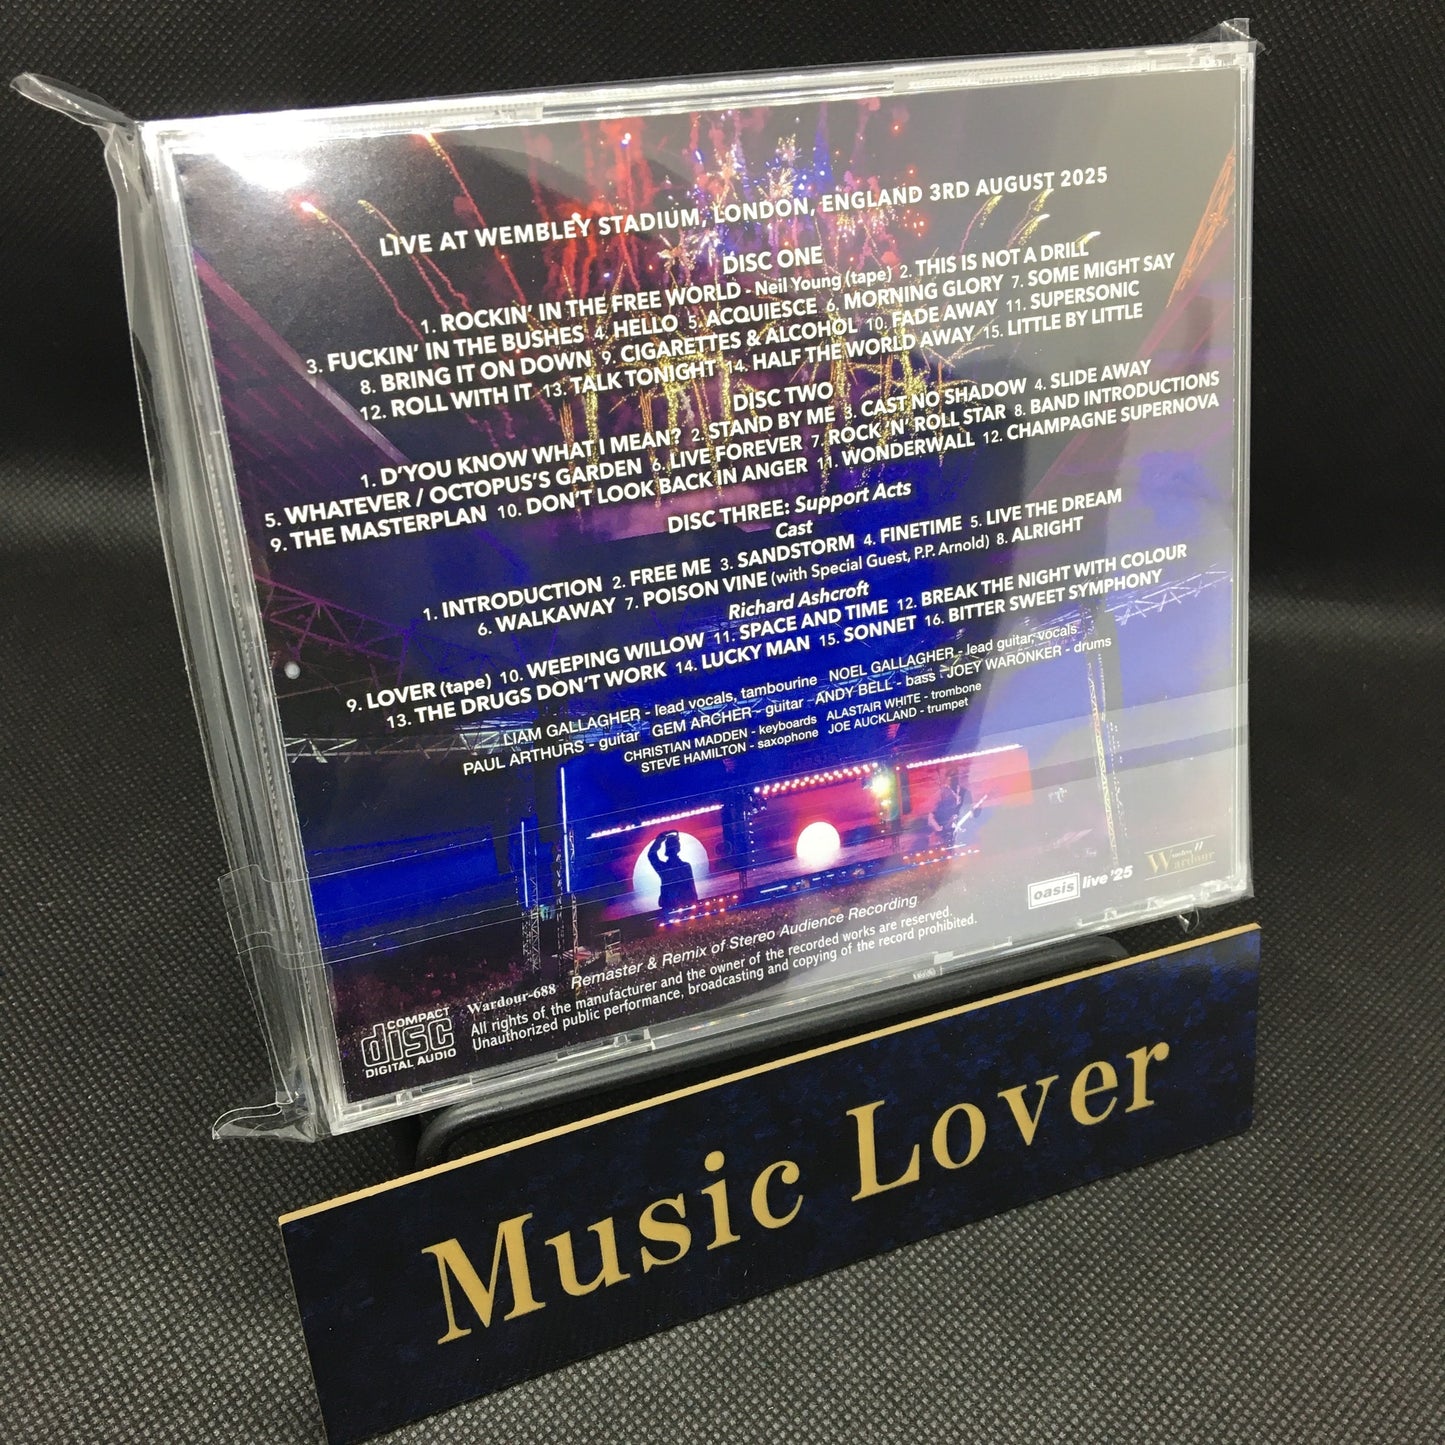 LIVE AT WEMBLEY STADIUM, LONDON, ENGLAND 3RD AUGUST 2025
DISC ONE
1. ROCKIN' IN THE FREE WORLD - Neil Young (tape) 2. THIS IS NOT A DRILL
3. FUCKIN' IN THE BUSHES 4. HELLO 5. ACQUIESCE 6. MORNING GLORY 7. SOME MIGHT SAY
8. BRING IT ON DOWN 9. CIGARETTES & ALCOHOL 10. FADE AWAY 11. SUPERSONIC
12. ROLL WITH IT 13. TALK TONIGHT 14. HALF THE WORLD AWAY 15. LITTLE BY LITTLE
DISC TWO
1. D'YOU KNOW WHAT I MEAN? 2. STAND BY ME 3. CAST NO SHADOW 4. SLIDE AWAY
5. WHATEVER / OCTOPUS'S GARDEN 6. LIVE FOREVER 7. ROCK 'N' ROLL STAR 8. BAND INTRODUCTIONS
9. THE MASTERPLAN 10. DON'T LOOK BACK IN ANGER 11. WONDERWALL 12. CHAMPAGNE SUPERNOVA
DISC THREE: Support Acts
Cast
1. INTRODUCTION 2. FREE ME 3. SANDSTORM 4. FINETIME 5. LIVE THE DREAM
6. WALKAWAY 7. POISON VINE (with Special Guest, P.P. Arnold) 8. ALRIGHT
Richard Ashcroft
9. LOVER (tape) 10. WEEPING WILLOW 11. SPACE AND TIME 12. BREAK THE NIGHT WITH COLOUR
13. THE DRUGS DON'T WORK 14. LUCKY MAN 15. SONNET 16. BITTER SWEET SYMPHONY
LIAM GALLAGHER - lead vocals, tambourine NOEL GALLAGHER - lead guitar, vocals
PAUL ARTHURS - guitar GEM ARCHER - guitar ANDY BELL - bass JOEY WARONKER - drums
CHRISTIAN MADDEN - keyboards ALASTAIR WHITE - trombone
STEVE HAMILTON - saxophone JOE AUCKLAND - trumpet
oasis live '25
Wardour
COMPACT
disc
DIGITAL AUDIO
Wardour-688 Remaster & Remix of Stereo Audience Recording
All rights of the manufacturer and the owner of the recorded works are reserved.
Unauthorized public performance, broadcasting and copying of the record prohibited.
Music Lover